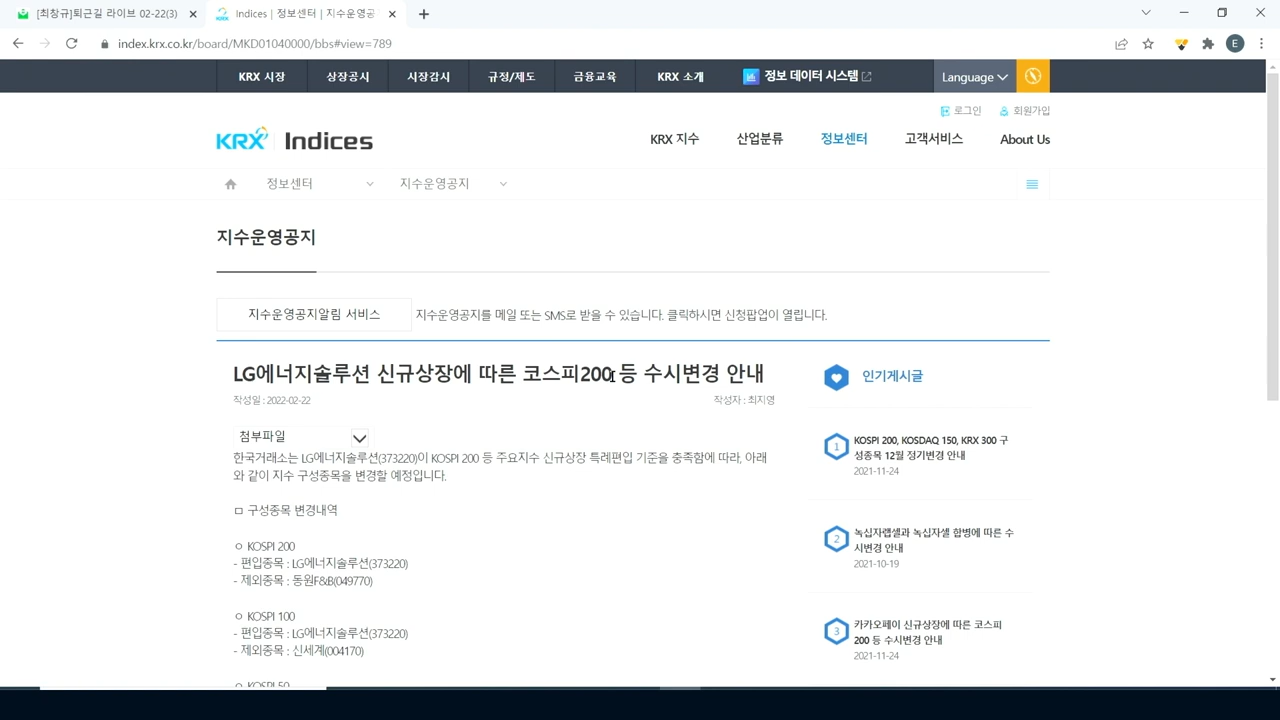 [최창규]퇴근길 라이브 02-22(3)
Indices | 정보센터 | 지수운영공
index.krx.co.kr/board/MKD01040000/bbs#view=789
E
KRX 시장
상장공시
시장감시
규정/제도
금융교육
KRX 소개
정보 데이터 시스템
Language
로그인
회원가입
KRX Indices
KRX 지수
산업분류
정보센터
고객서비스
About Us
정보센터
지수운영공지
지수운영공지
지수운영공지알림 서비스
지수운영공지를 메일 또는 SMS로 받을 수 있습니다. 클릭하시면 신청팝업이 열립니다.
LG에너지솔루션 신규상장에 따른 코스피200 등 수시변경 안내
작성일 : 2022-02-22
작성자 : 최지영
첨부파일
한국거래소는 LG에너지솔루션(373220)이 KOSPI 200 등 주요지수 신규상장 특례편입 기준을 충족함에 따라, 아래
와 같이 지수 구성종목을 변경할 예정입니다.
ㅁ 구성종목 변경내역
ㅇ KOSPI 200
- 편입종목 : LG에너지솔루션(373220)
- 제외종목 : 동원F&B(049770)
ㅇ KOSPI 100
- 편입종목 : LG에너지솔루션(373220)
- 제외종목 : 신세계(004170)
ㅇ KOSPI 50
인기게시글
1
KOSPI 200, KOSDAQ 150, KRX 300 구
성종목 12월 정기변경 안내
2021-11-24
2
녹십자랩셀과 녹십자셀 합병에 따른 수
시변경 안내
2021-10-19
3
카카오페이 신규상장에 따른 코스피
200 등 수시변경 안내
2021-11-24